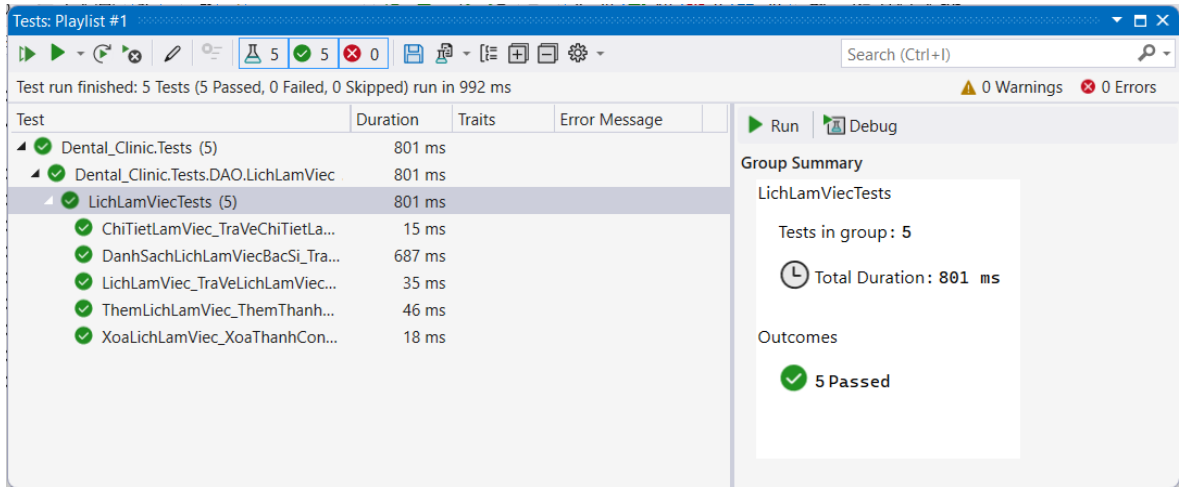 Tests: Playlist #1
5 5 0 Search (Ctrl+I)
Test run finished: 5 Tests (5 Passed, 0 Failed, 0 Skipped) run in 992 ms 0 Warnings 0 Errors
Test Duration Traits Error Message
Dental_Clinic.Tests (5) 801 ms
Dental_Clinic.Tests.DAO.LichLamViec 801 ms
LichLamViecTests (5) 801 ms
ChiTietLamViec_TraVeChiTietLa... 15 ms
DanhSachLichLamViecBacSi_Tra... 687 ms
LichLamViec_TraVeLichLamViec... 35 ms
ThemLichLamViec_ThemThanh... 46 ms
XoaLichLamViec_XoaThanhCon... 18 ms
Run Debug
Group Summary
LichLamViecTests
Tests in group: 5
Total Duration: 801 ms
Outcomes
5 Passed